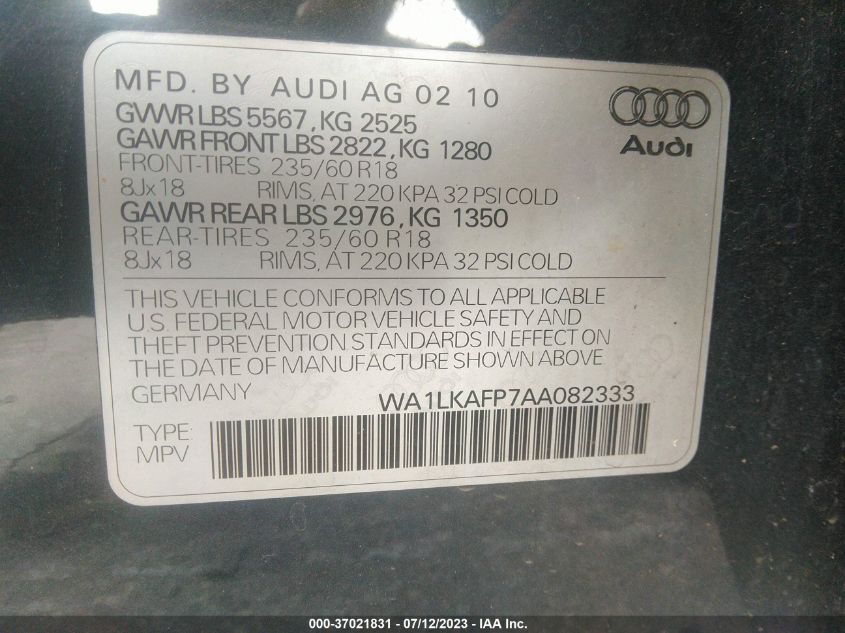 MFD. BY AUDI AG 02 10
GVWR LBS 5567, KG 2525
GAWR FRONT LBS 2822, KG 1280
FRONT-TIRES 235/60 R18
8Jx18 RIMS, AT 220 KPA 32 PSI COLD
GAWR REAR LBS 2976, KG 1350
REAR-TIRES 235/60 R18
8Jx18 RIMS, AT 220 KPA 32 PSI COLD
Audi
THIS VEHICLE CONFORMS TO ALL APPLICABLE
U.S. FEDERAL MOTOR VEHICLE SAFETY AND
THEFT PREVENTION STANDARDS IN EFFECT ON
THE DATE OF MANUFACTURE SHOWN ABOVE
GERMANY
WA1LKAFP7AA082333
TYPE:
MPV
000-37021831 - 07/12/2023 - IAA Inc.